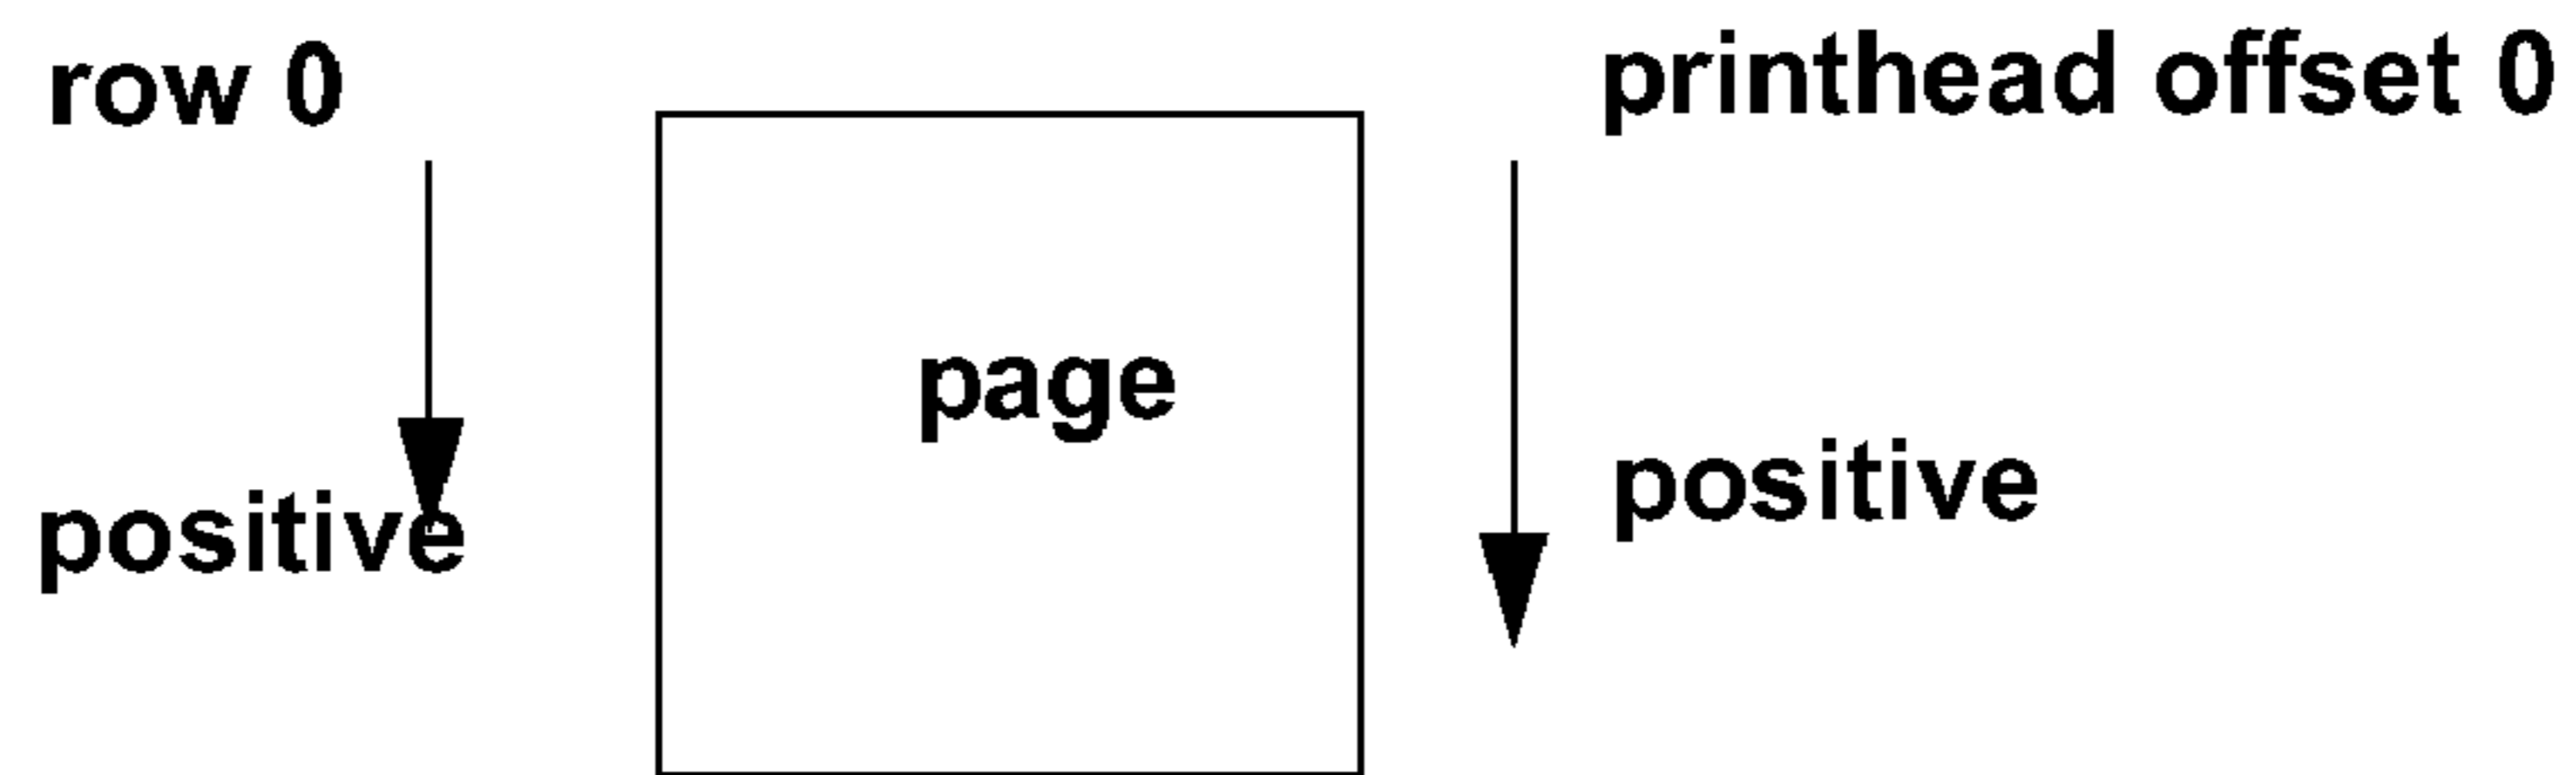 row 0
printhead offset 0
page
positive
positive